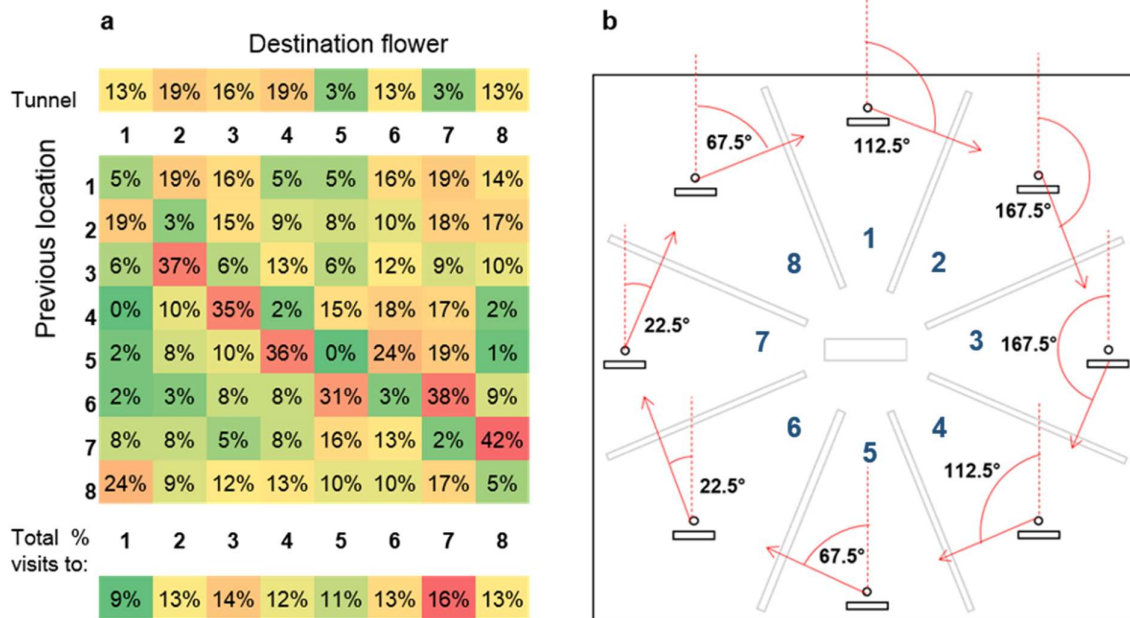 a
Destination flower
Tunnel 13% 19% 16% 19% 3% 13% 3% 13%
1 2 3 4 5 6 7 8
Previous location
1 5% 19% 16% 5% 5% 16% 19% 14%
2 19% 3% 15% 9% 8% 10% 18% 17%
3 6% 37% 6% 13% 6% 12% 9% 10%
4 0% 10% 35% 2% 15% 18% 17% 2%
5 2% 8% 10% 36% 0% 24% 19% 1%
6 2% 3% 8% 8% 31% 3% 38% 9%
7 8% 8% 5% 8% 16% 13% 2% 42%
8 24% 9% 12% 13% 10% 10% 17% 5%
Total %
visits to:
1 2 3 4 5 6 7 8
9% 13% 14% 12% 11% 13% 16% 13%
b
67.5°
112.5°
167.5°
1
8 2
22.5°
7 3
167.5°
6 4
5
22.5°
112.5°
67.5°